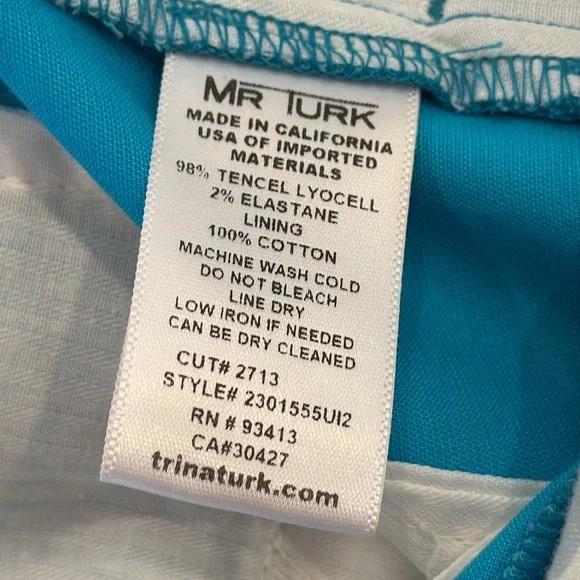 MR TURK
MADE IN CALIFORNIA
USA OF IMPORTED
MATERIALS
98% TENCEL LYOCELL
2% ELASTANE
LINING
100% COTTON
MACHINE WASH COLD
DO NOT BLEACH
LINE DRY
LOW IRON IF NEEDED
CAN BE DRY CLEANED
CUT# 2713
STYLE# 2301555UI2
RN # 93413
CA#30427
trinaturk.com